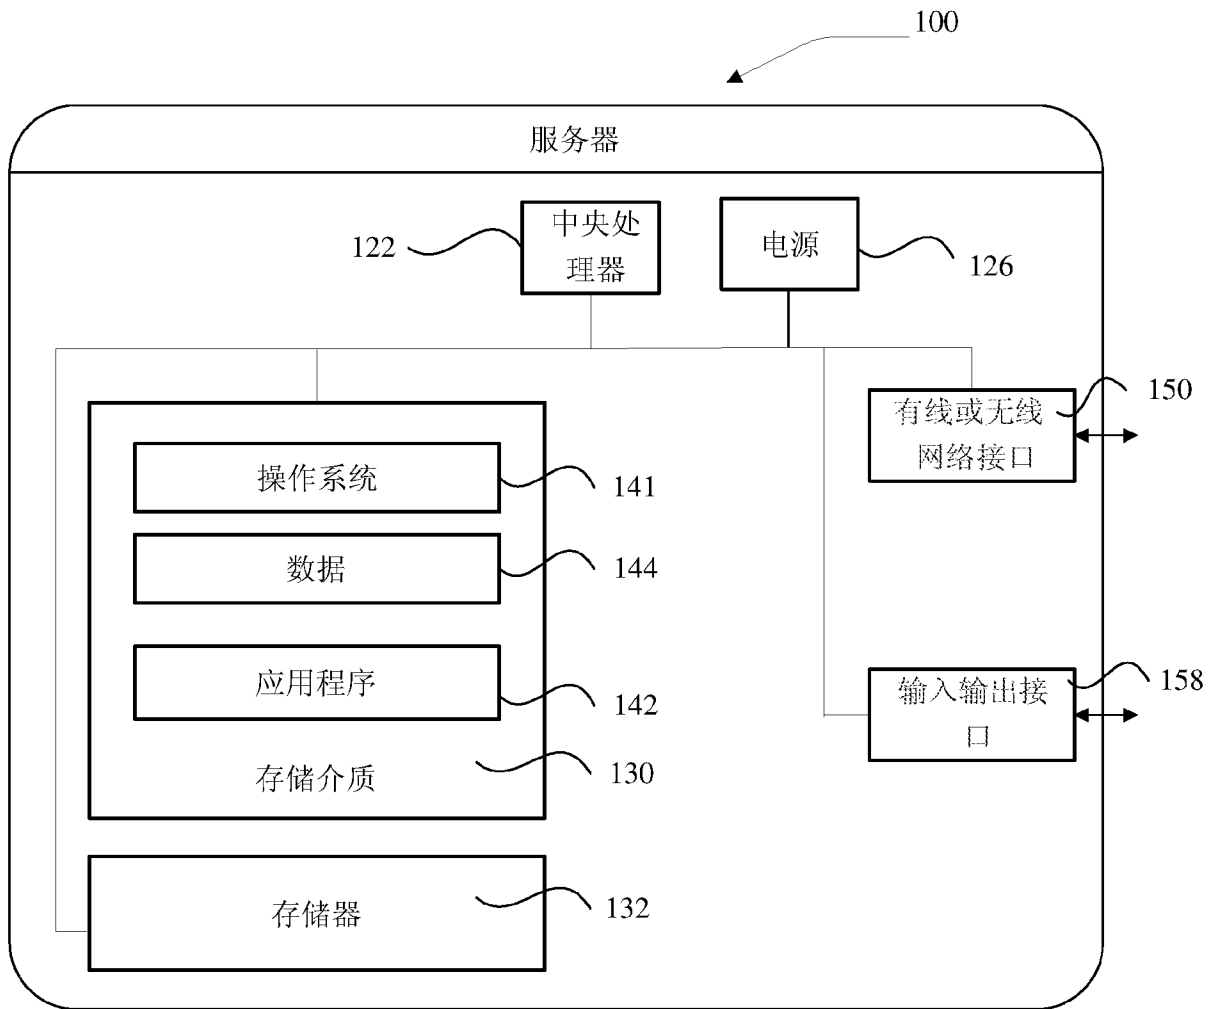 100
服务器
中央处
理器
122
电源
126
有线或无线
网络接口
150
操作系统
141
数据
144
应用程序
142
存储介质
130
输入输出接
口
158
存储器
132